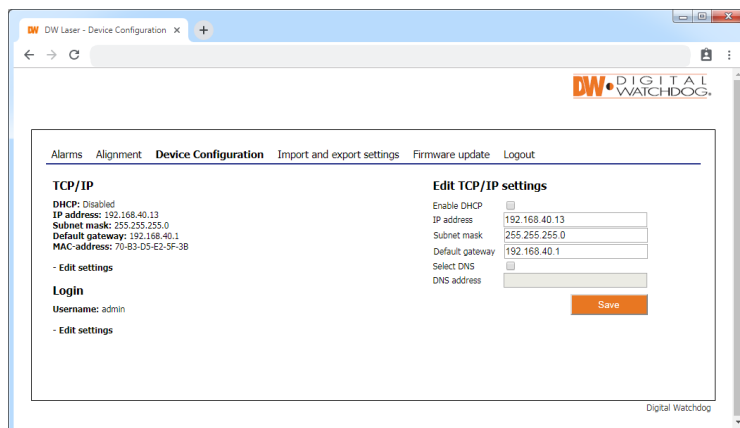 DW Laser - Device Configuration
DW DIGITAL
WATCHDOG
Alarms Alignment Device Configuration Import and export settings Firmware update Logout
TCP/IP
DHCP: Disabled
IP address: 192.168.40.13
Subnet mask: 255.255.255.0
Default gateway: 192.168.40.1
MAC-address: 70-B3-D5-E2-5F-3B
- Edit settings
Login
Username: admin
- Edit settings
Edit TCP/IP settings
Enable DHCP
IP address 192.168.40.13
Subnet mask 255.255.255.0
Default gateway 192.168.40.1
Select DNS
DNS address
Save
Digital Watchdog